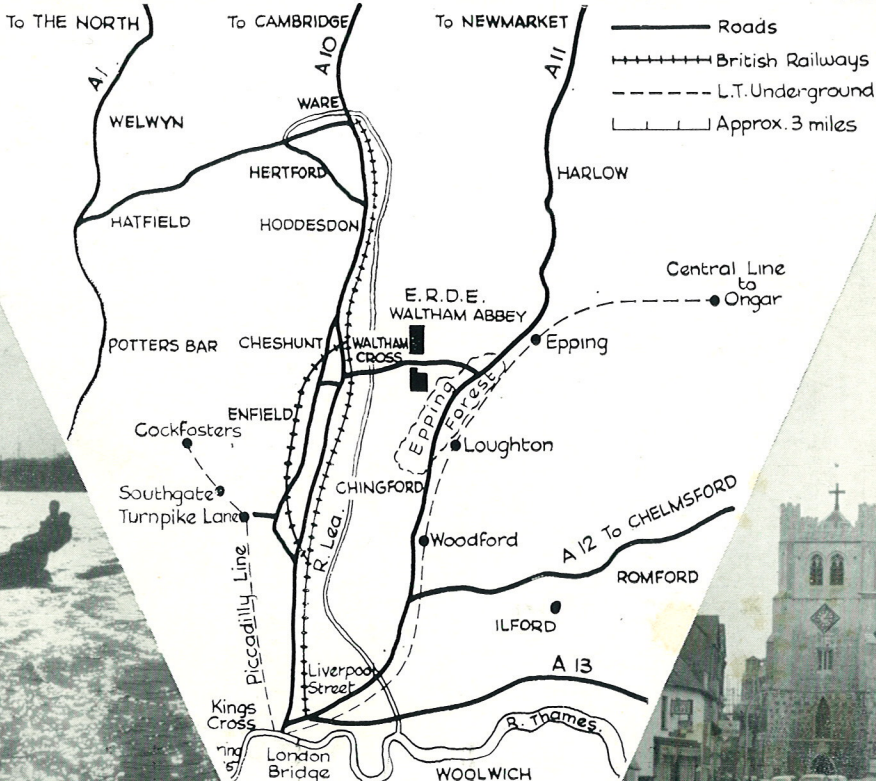 To THE NORTH
To CAMBRIDGE
To NEWMARKET
Roads
British Railways
L.T. Underground
Approx. 3 miles
A1
A10
A11
WARE
WELWYN
HERTFORD
HARLOW
HATFIELD
HODDESDON
Central Line
to
Ongar
E.R.D.E.
WALTHAM ABBEY
POTTERS BAR
CHESHUNT
WALTHAM
CROSS
Epping
Epping
Forest
ENFIELD
Cockfosters
Loughton
CHINGFORD
Southgate
Turnpike Lane
R. Lea.
Woodford
A 12 To CHELMSFORD
ROMFORD
ILFORD
Piccadilly Line
Liverpool
Street
A 13
Kings
Cross
R. Thames.
London
Bridge
WOOLWICH